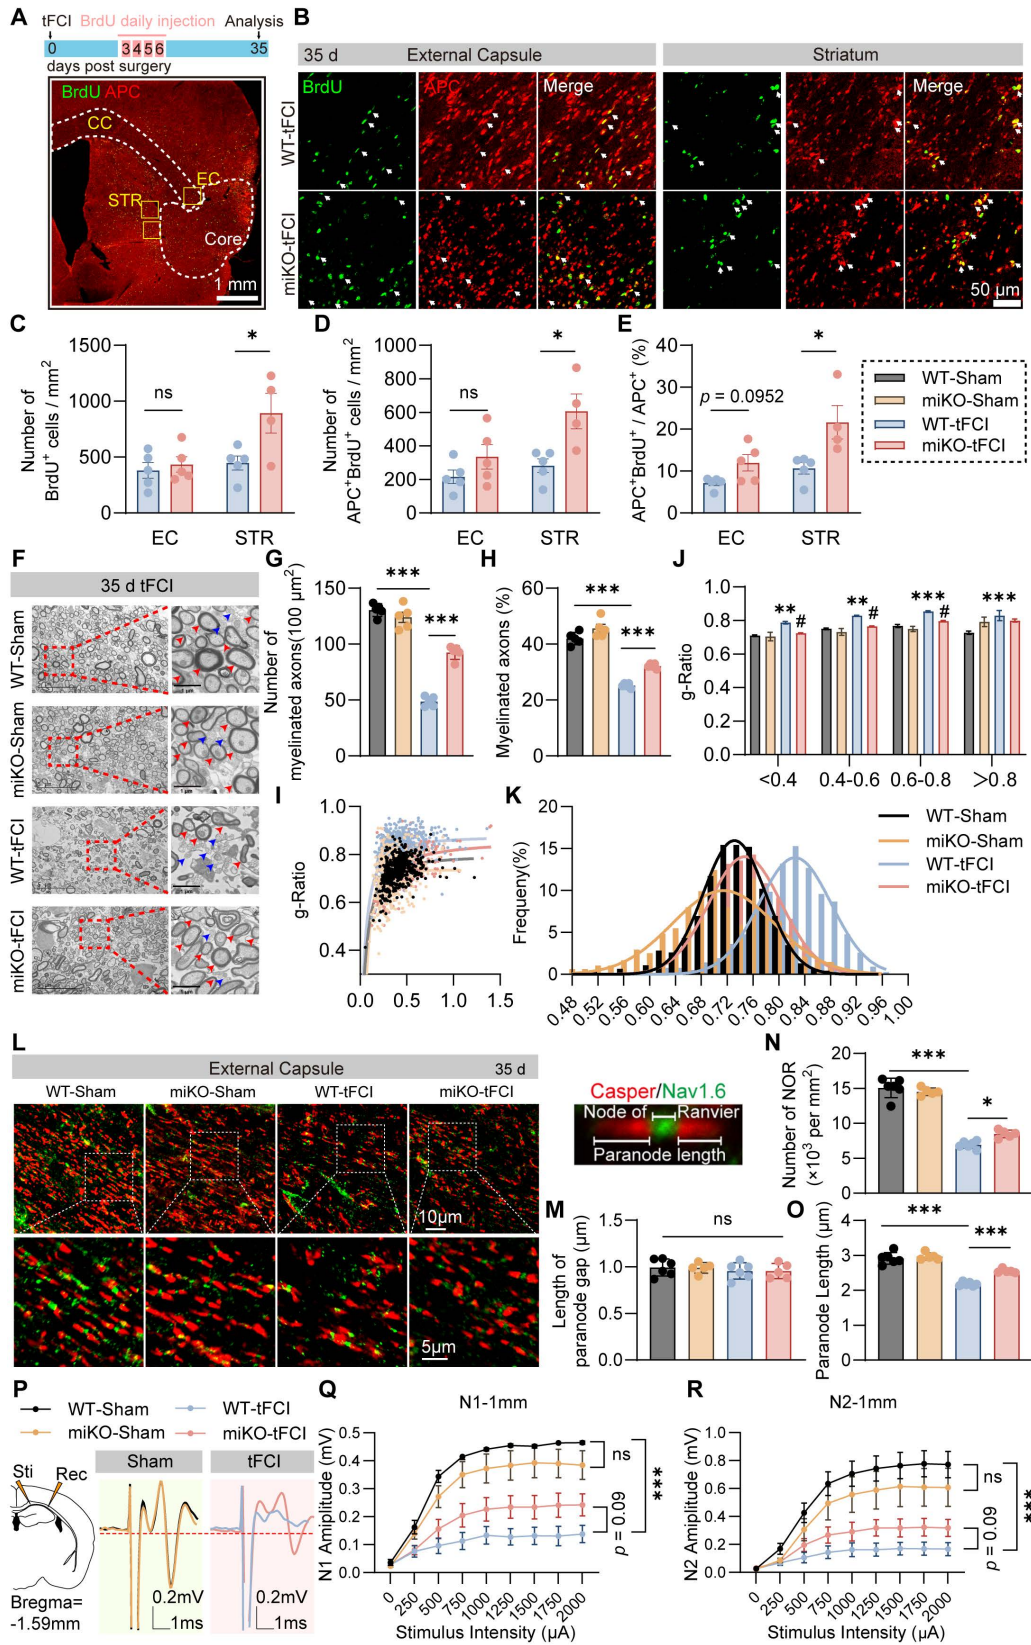 A
tFCI BrdU daily injection Analysis
0 3 4 5 6 35
days post surgery
BrdU APC
CC
EC
STR
Core
1 mm
B
35 d External Capsule Striatum
BrdU APC Merge Merge
WT-tFCI
miKO-tFCI
50 µm
C
Number of
BrdU⁺ cells / mm²
1500
1000
500
0
ns *
EC STR
D
Number of
APC⁺BrdU⁺ cells / mm²
1000
800
600
400
200
0
ns *
EC STR
E
APC⁺BrdU⁺ / APC⁺ (%)
40
30
20
10
0
p = 0.0952 *
EC STR
WT-Sham
miKO-Sham
WT-tFCI
miKO-tFCI
F
35 d tFCI
WT-Sham
miKO-Sham
WT-tFCI
miKO-tFCI
G
Number of
myelinated axons(100 µm²)
150
100
50
0
***
***
H
Myelinated axons (%)
60
40
20
0
***
***
J
g-Ratio
1.0
0.8
0.6
0.4
0.2
0.0
** # ** # *** # ***
<0.4 0.4-0.6 0.6-0.8 >0.8
I
g-Ratio
1.0
0.8
0.6
0.4
0.0 0.5 1.0 1.5
K
Frequeny(%)
20
15
10
5
0
WT-Sham
miKO-Sham
WT-tFCI
miKO-tFCI
0.48 0.52 0.56 0.60 0.64 0.68 0.72 0.76 0.80 0.84 0.88 0.92 0.96 1.00
L
External Capsule 35 d
WT-Sham miKO-Sham WT-tFCI miKO-tFCI
10µm
5µm
Casper/Nav1.6
Node of Ranvier
Paranode length
N
Number of NOR
(×10³ per mm²)
20
15
10
5
0
***
*
M
Length of
paranode gap (µm)
1.5
1.0
0.5
0.0
ns
O
Paranode Length (µm)
4
3
2
1
0
***
***
P
WT-Sham WT-tFCI
miKO-Sham miKO-tFCI
Sham tFCI
Sti Rec
Bregma=
-1.59mm
0.2mV
1ms
0.2mV
1ms
Q
N1-1mm
N1 Amplitude (mV)
0.5
0.4
0.3
0.2
0.1
0.0
ns
p = 0.09
***
0 250 500 750 1000 1250 1500 1750 2000
Stimulus Intensity (µA)
R
N2-1mm
N2 Amplitude (mV)
1.0
0.8
0.6
0.4
0.2
0.0
ns
p = 0.09
***
0 250 500 750 1000 1250 1500 1750 2000
Stimulus Intensity (µA)